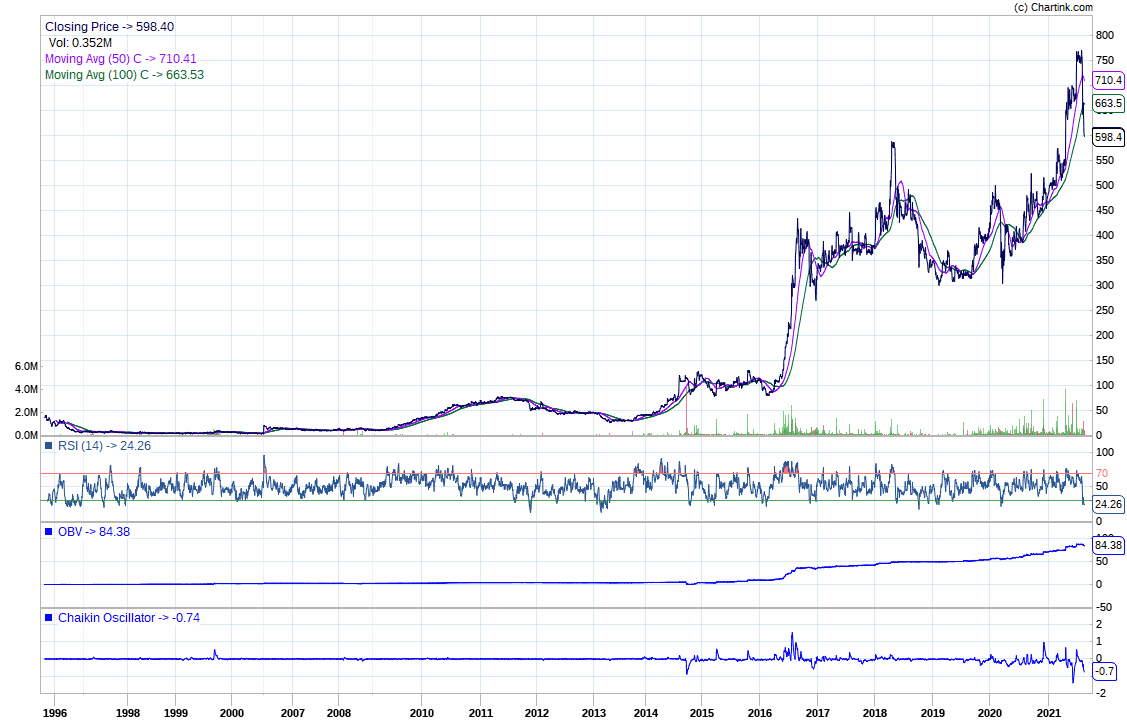 (c) Chartink.com
Closing Price -> 598.40
Vol: 0.352M
Moving Avg (50) C -> 710.41
Moving Avg (100) C -> 663.53
800
750
710.4
663.5
598.4
550
500
450
400
350
300
250
200
150
100
50
0
6.0M
4.0M
2.0M
0.0M
RSI (14) -> 24.26
100
70
50
24.26
0
OBV -> 84.38
84.38
50
0
-50
Chaikin Oscillator -> -0.74
2
1
0
-0.7
-2
1996 1998 1999 2000 2007 2008 2010 2011 2012 2013 2014 2015 2016 2017 2018 2019 2020 2021